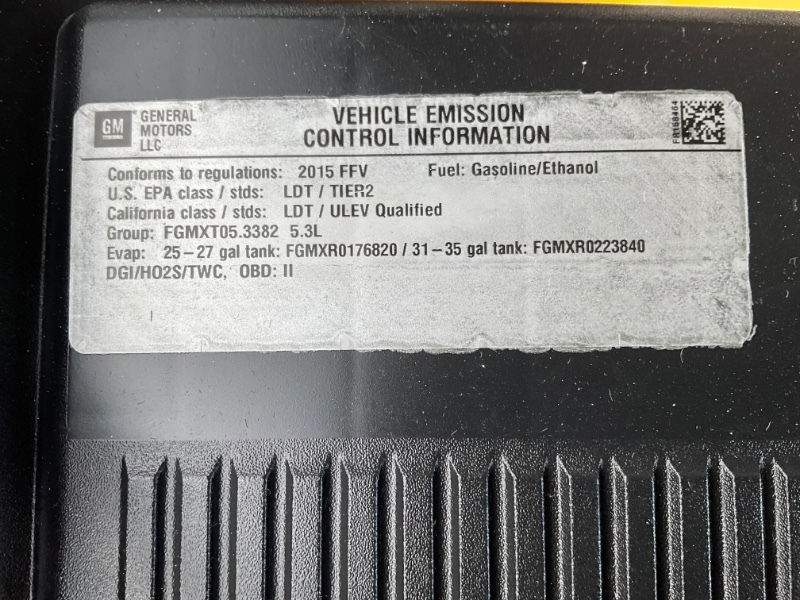 GM GENERAL MOTORS LLC
VEHICLE EMISSION
CONTROL INFORMATION
Conforms to regulations: 2015 FFV Fuel: Gasoline/Ethanol
U.S. EPA class / stds: LDT / TIER2
California class / stds: LDT / ULEV Qualified
Group: FGMXT05.3382 5.3L
Evap: 25-27 gal tank: FGMXR0176820 / 31-35 gal tank: FGMXR0223840
DGI/HO2S/TWC, OBD: II